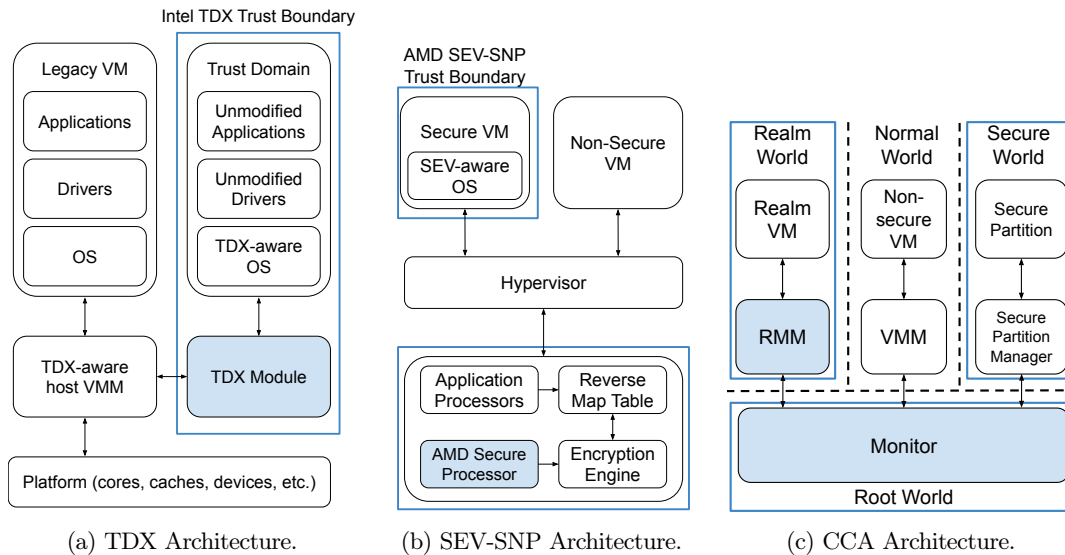 Intel TDX Trust Boundary
Legacy VM
Applications
Drivers
OS
Trust Domain
Unmodified
Applications
Unmodified
Drivers
TDX-aware
OS
TDX-aware
host VMM
TDX Module
Platform (cores, caches, devices, etc.)
(a) TDX Architecture.
AMD SEV-SNP
Trust Boundary
Secure VM
SEV-aware
OS
Non-Secure
VM
Hypervisor
Application
Processors
Reverse
Map Table
AMD Secure
Processor
Encryption
Engine
(b) SEV-SNP Architecture.
Realm
World
Normal
World
Secure
World
Realm
VM
Non-
secure
VM
Secure
Partition
RMM
VMM
Secure
Partition
Manager
Monitor
Root World
(c) CCA Architecture.